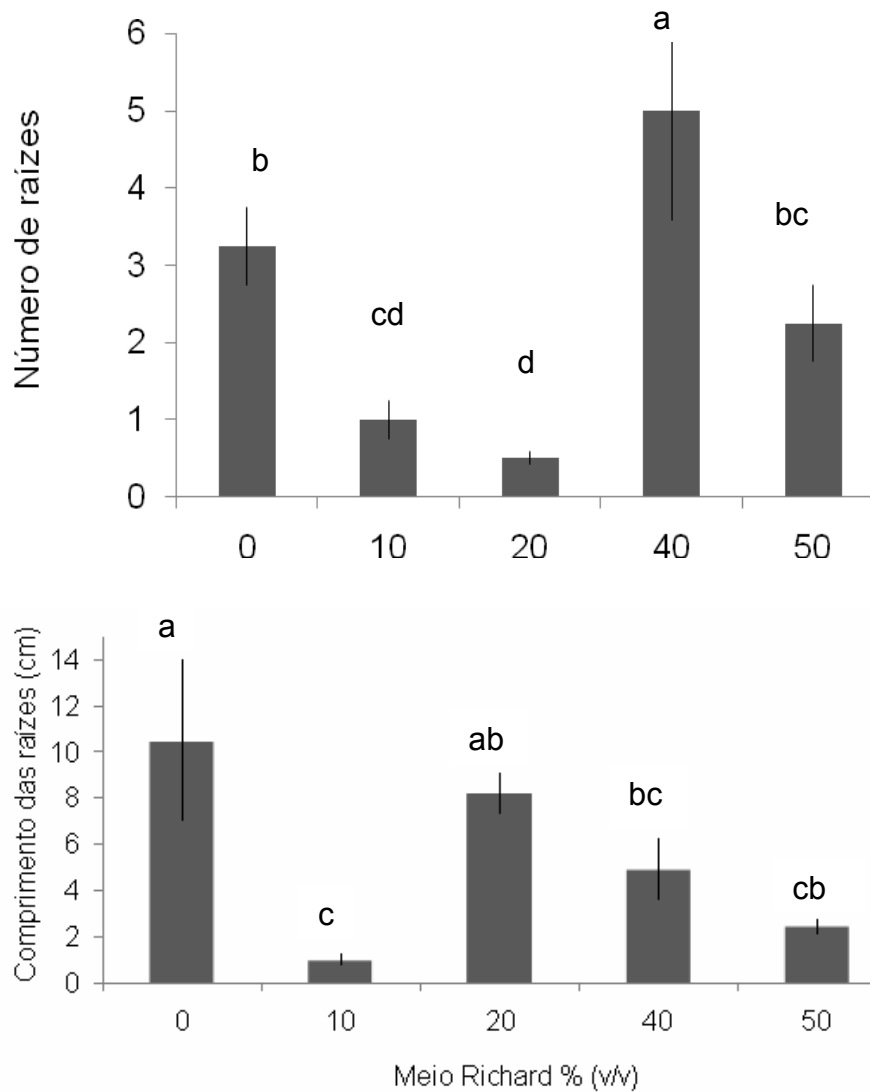 Número de raízes
6
5
4
3
2
1
0
b
cd
d
a
bc
0 10 20 40 50
Comprimento das raízes (cm)
14
12
10
8
6
4
2
0
a
c
ab
bc
cb
0 10 20 40 50
Meio Richard % (v/v)